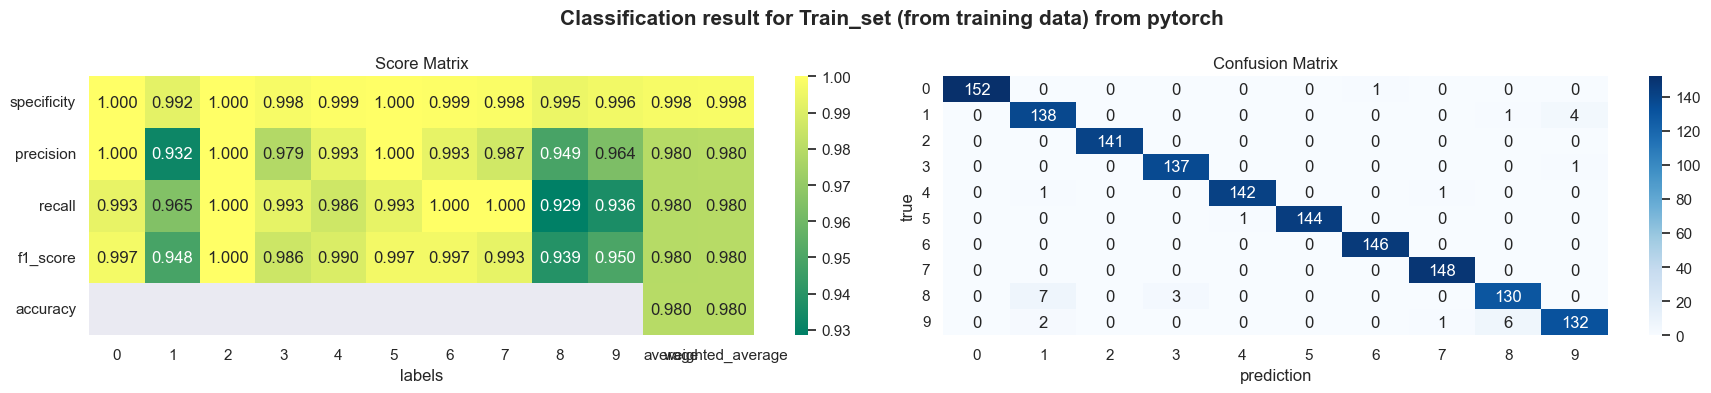 Classification result for Train_set (from training data) from pytorch
Score Matrix
specificity 1.000 0.992 1.000 0.998 0.999 1.000 0.999 0.998 0.995 0.996 0.998 0.998
precision 1.000 0.932 1.000 0.979 0.993 1.000 0.993 0.987 0.949 0.964 0.980 0.980
recall 0.993 0.965 1.000 0.993 0.986 0.993 1.000 1.000 0.929 0.936 0.980 0.980
f1_score 0.997 0.948 1.000 0.986 0.990 0.997 0.997 0.993 0.939 0.950 0.980 0.980
accuracy 0.980 0.980
0 1 2 3 4 5 6 7 8 9 average weighted_average
labels
1.00
0.99
0.98
0.97
0.96
0.95
0.94
0.93
Confusion Matrix
true
0 152 0 0 0 0 0 1 0 0 0
1 0 138 0 0 0 0 0 0 1 4
2 0 0 141 0 0 0 0 0 0 0
3 0 0 0 137 0 0 0 0 0 1
4 0 1 0 0 142 0 0 1 0 0
5 0 0 0 0 1 144 0 0 0 0
6 0 0 0 0 0 0 146 0 0 0
7 0 0 0 0 0 0 0 148 0 0
8 0 7 0 3 0 0 0 0 130 0
9 0 2 0 0 0 0 0 1 6 132
0 1 2 3 4 5 6 7 8 9
prediction
140
120
100
80
60
40
20
0